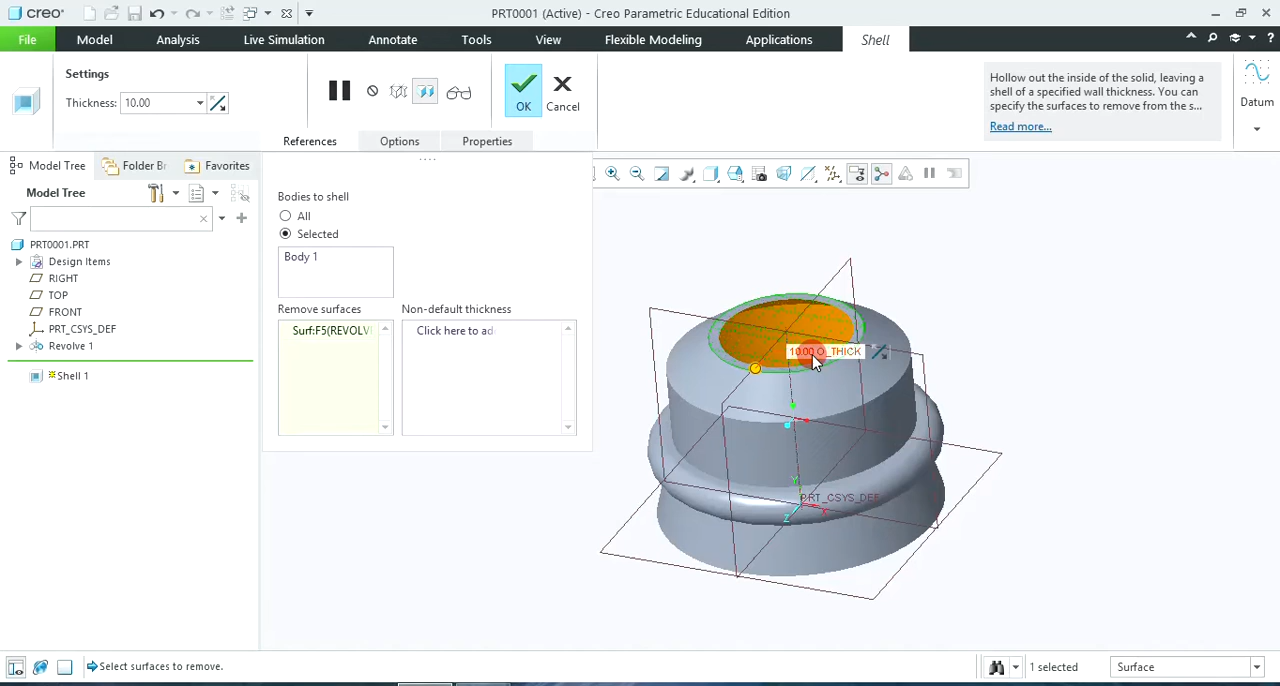 creo
PRT0001 (Active) - Creo Parametric Educational Edition
File
Model
Analysis
Live Simulation
Annotate
Tools
View
Flexible Modeling
Applications
Shell
Settings
Thickness: 10.00
OK
Cancel
Hollow out the inside of the solid, leaving a
shell of a specified wall thickness. You can
specify the surfaces to remove from the s...
Read more...
Datum
References
Options
Properties
Model Tree
Folder Br
Favorites
Model Tree
Bodies to shell
All
Selected
Body 1
Remove surfaces
Non-default thickness
Surf:F5(REVOLV
Click here to ad
PRT0001.PRT
Design Items
RIGHT
TOP
FRONT
PRT_CSYS_DEF
Revolve 1
Shell 1
10.00 O_THICK
Y
PRT_CSYS_DEF
Z
X
Select surfaces to remove.
1 selected
Surface